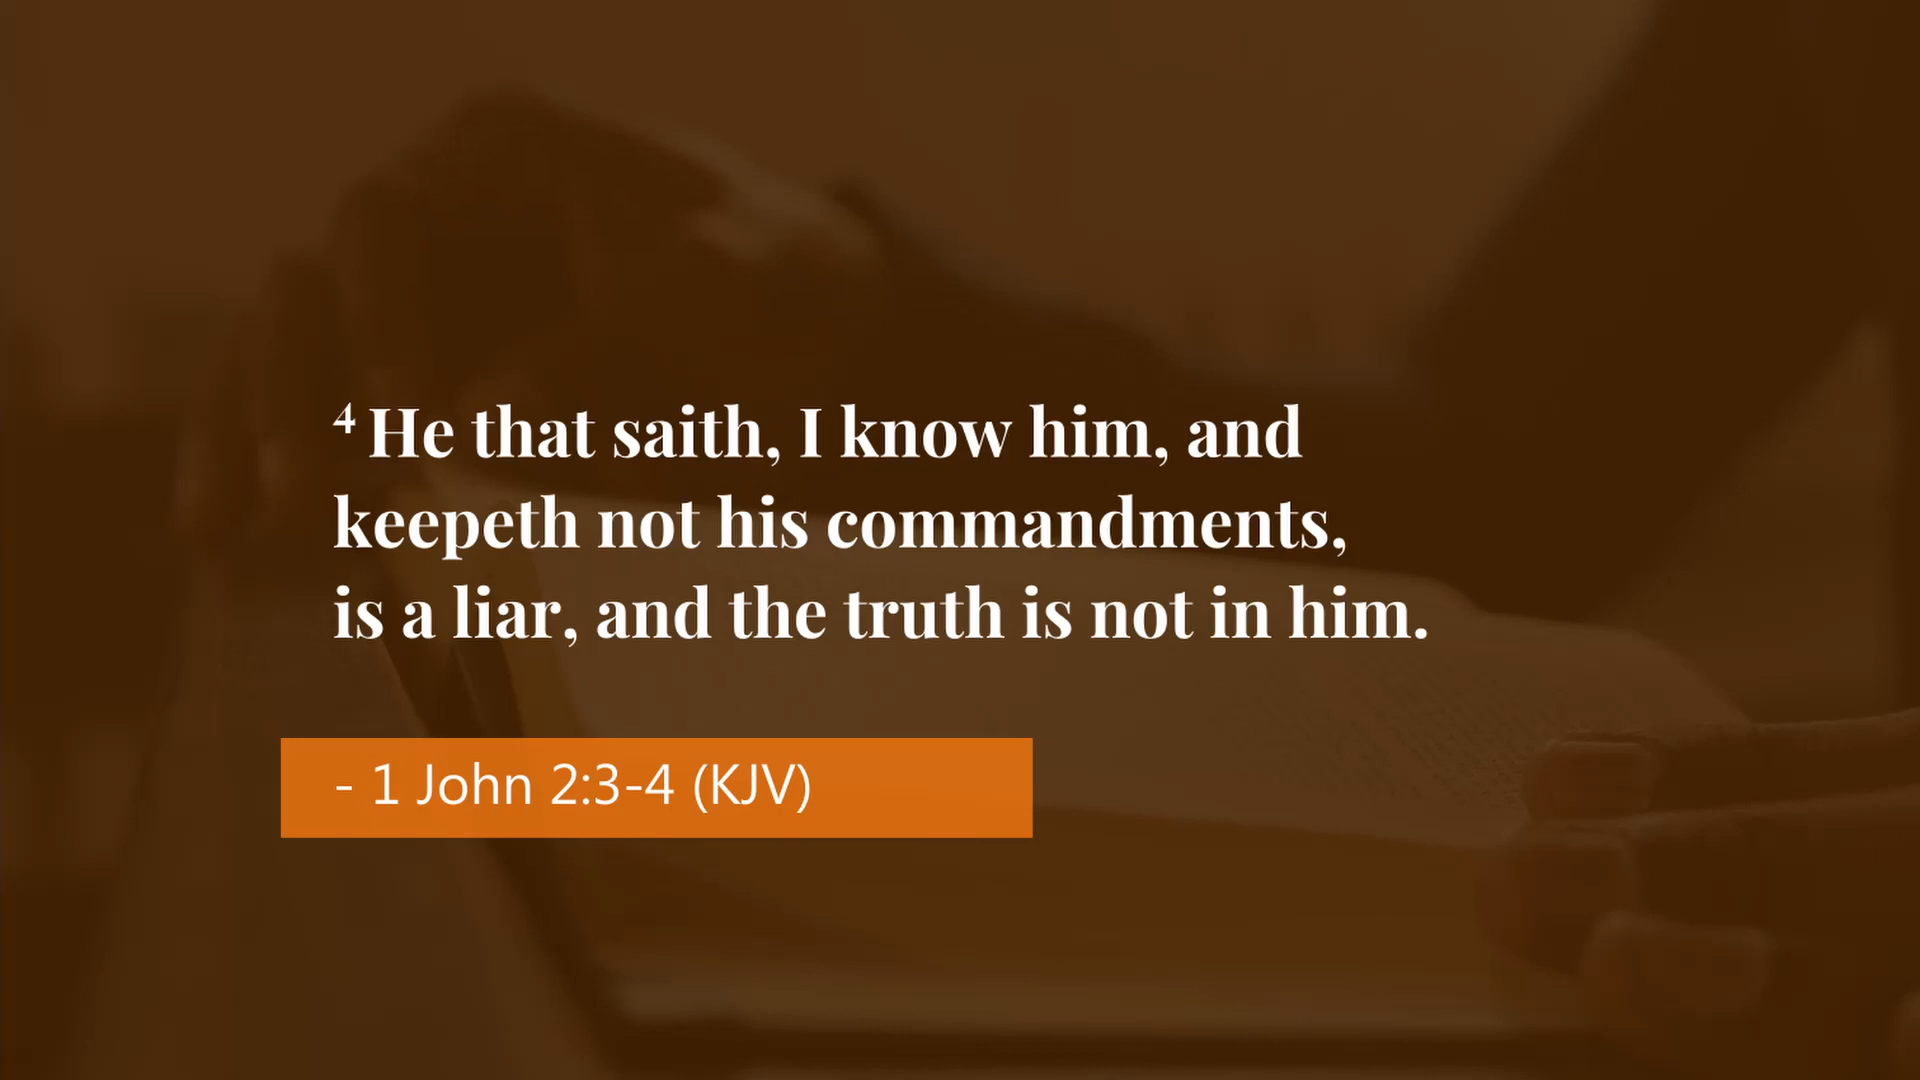 ⁴ He that saith, I know him, and
keepeth not his commandments,
is a liar, and the truth is not in him.
- 1 John 2:3-4 (KJV)